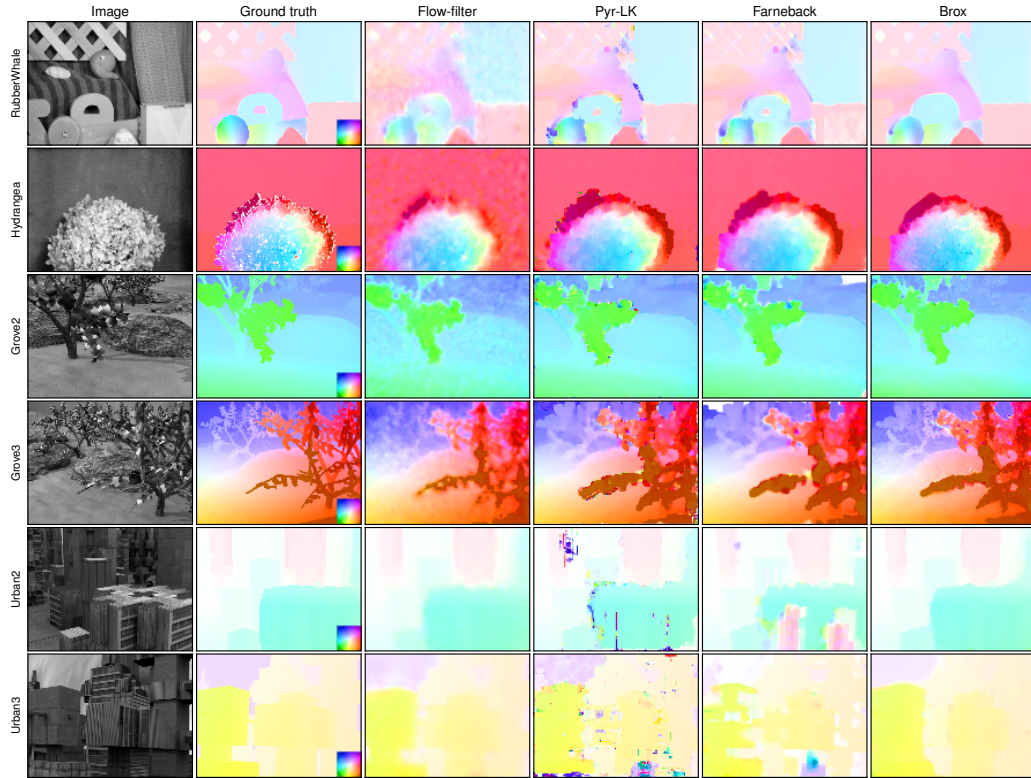 Image Ground truth Flow-filter Pyr-LK Farneback Brox
RubberWhale
Hydrangea
Grove2
Grove3
Urban2
Urban3